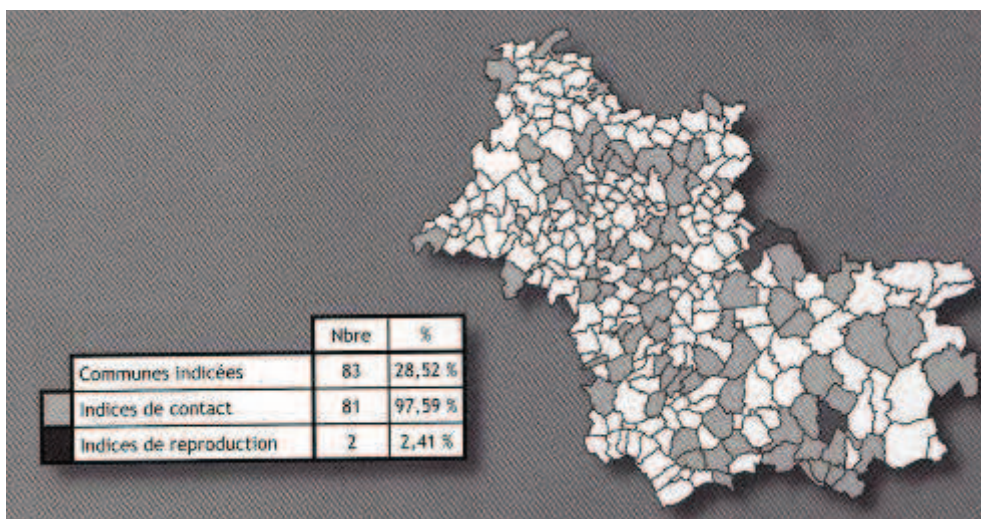 Nbre %
Communes indicées 83 28,52 %
Indices de contact 81 97,59 %
Indices de reproduction 2 2,41 %